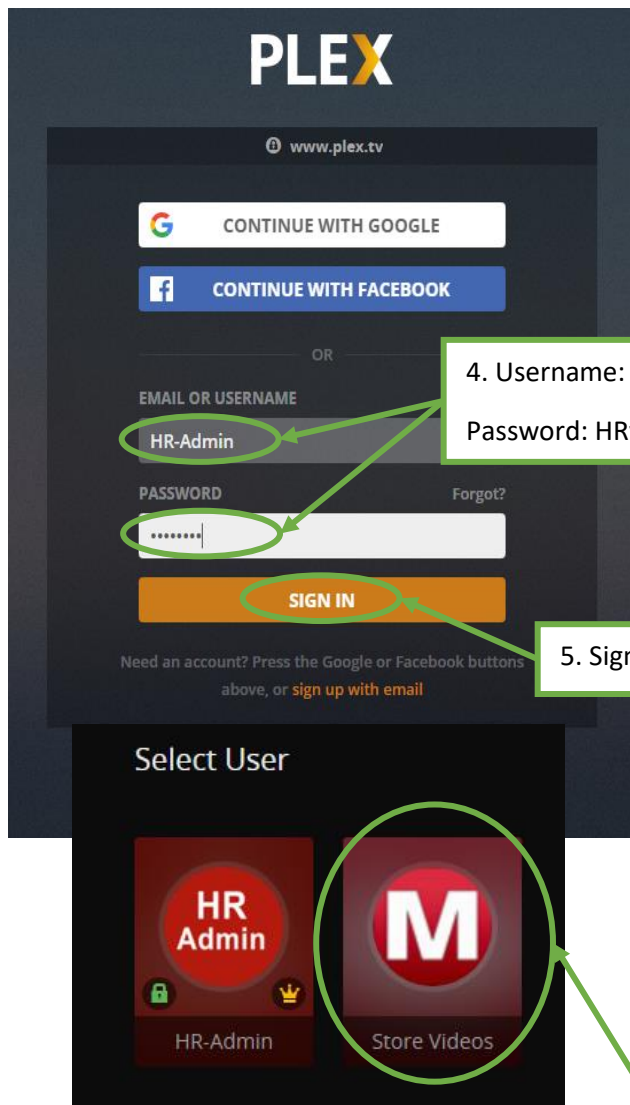 PLEX
www.plex.tv
CONTINUE WITH GOOGLE
CONTINUE WITH FACEBOOK
OR
4. Username:
Password:
EMAIL OR USERNAME
HR-Admin
PASSWORD Forgot?
••••••••
SIGN IN
5.
Need an account? Press the Google or Facebook buttons
above, or sign up with email
Select User
HR
Admin
M
HR-Admin Store Videos